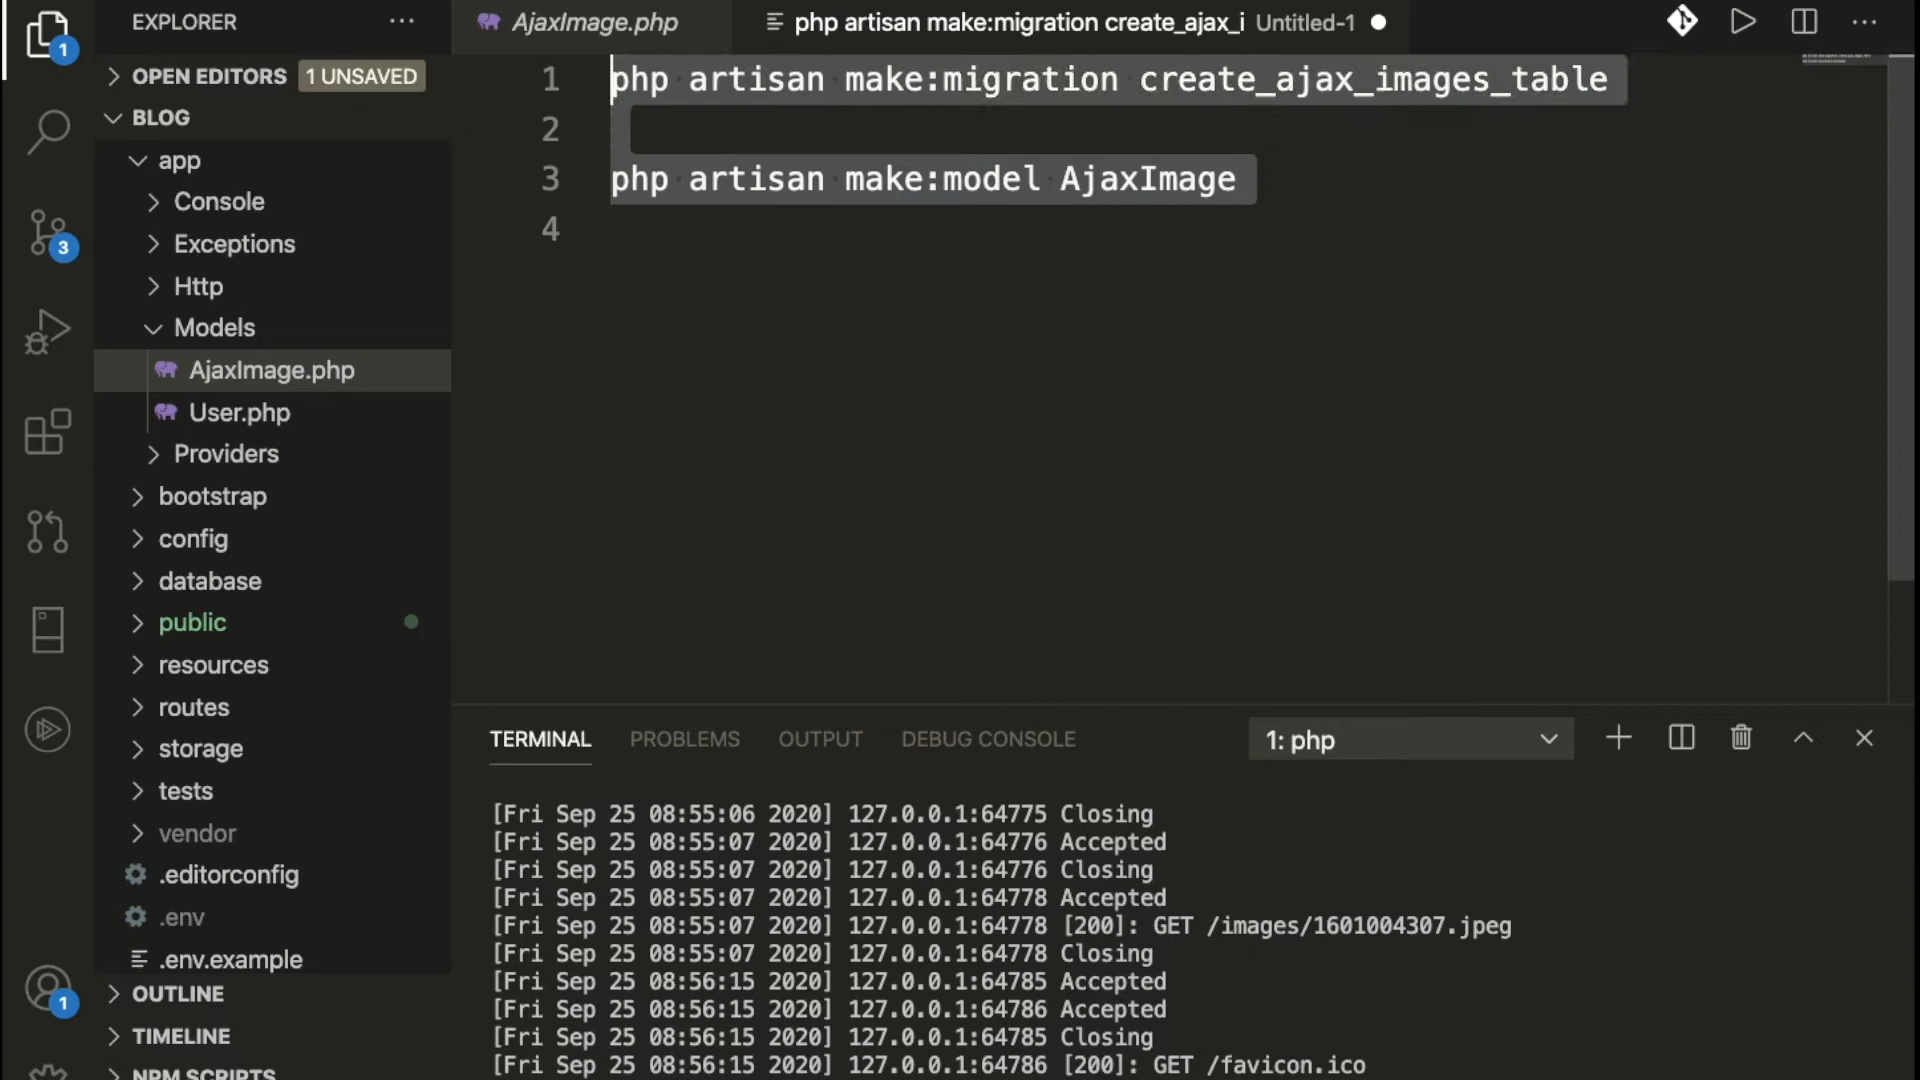 EXPLORER
AjaxImage.php
php artisan make:migration create_ajax_i Untitled-1
1
OPEN EDITORS 1 UNSAVED
BLOG
app
Console
Exceptions
3
Http
Models
AjaxImage.php
User.php
Providers
bootstrap
config
database
public
resources
routes
storage
tests
vendor
.editorconfig
.env
.env.example
1
OUTLINE
TIMELINE
NPM SCRIPTS
1 php artisan make:migration create_ajax_images_table
2
3 php artisan make:model AjaxImage
4
TERMINAL PROBLEMS OUTPUT DEBUG CONSOLE 1: php
[Fri Sep 25 08:55:06 2020] 127.0.0.1:64775 Closing
[Fri Sep 25 08:55:07 2020] 127.0.0.1:64776 Accepted
[Fri Sep 25 08:55:07 2020] 127.0.0.1:64776 Closing
[Fri Sep 25 08:55:07 2020] 127.0.0.1:64778 Accepted
[Fri Sep 25 08:55:07 2020] 127.0.0.1:64778 [200]: GET /images/1601004307.jpeg
[Fri Sep 25 08:55:07 2020] 127.0.0.1:64778 Closing
[Fri Sep 25 08:56:15 2020] 127.0.0.1:64785 Accepted
[Fri Sep 25 08:56:15 2020] 127.0.0.1:64786 Accepted
[Fri Sep 25 08:56:15 2020] 127.0.0.1:64785 Closing
[Fri Sep 25 08:56:15 2020] 127.0.0.1:64786 [200]: GET /favicon.ico